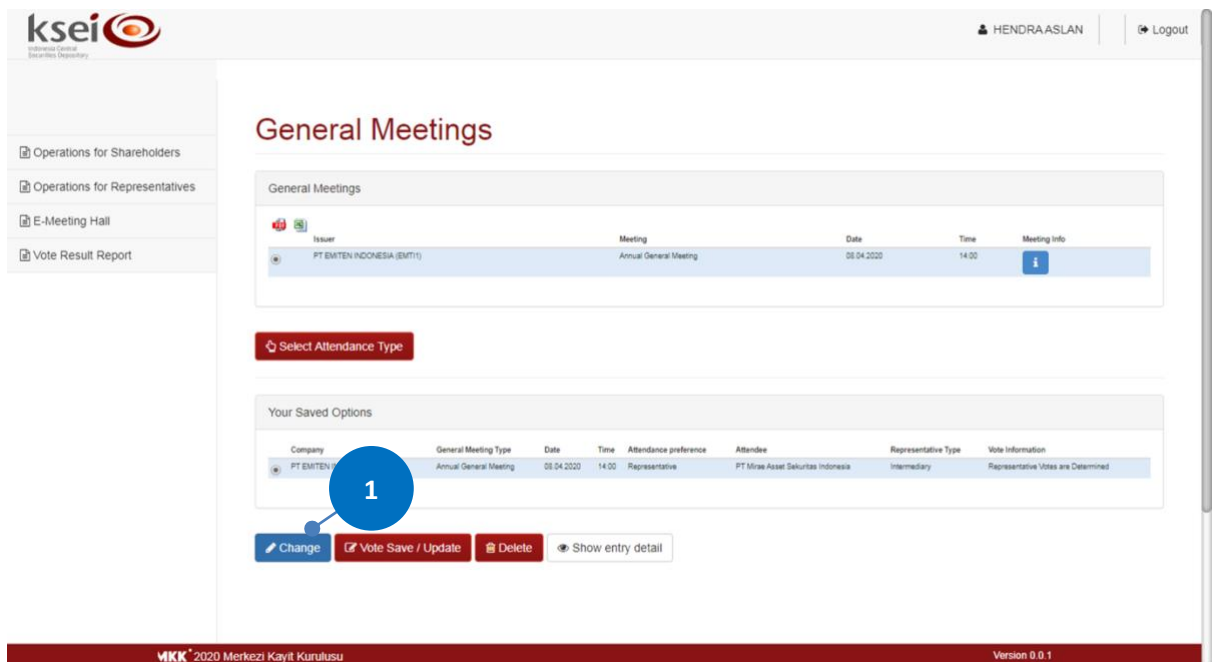 ksei
Indonesia Central
Securities Depository
HENDRA ASLAN
Logout
Operations for Shareholders
Operations for Representatives
E-Meeting Hall
Vote Result Report
General Meetings
General Meetings
Issuer Meeting Date Time Meeting Info
PT EMITEN INDONESIA (EMTI1) Annual General Meeting 08.04.2020 14:00 i
Select Attendance Type
Your Saved Options
Company General Meeting Type Date Time Attendance preference Attendee Representative Type Vote Information
PT EMITEN Annual General Meeting 08.04.2020 14:00 Representative PT Mirae Asset Sekuritas Indonesia Intermediary Representative Votes are Determined
1
Change Vote Save / Update Delete Show entry detail
MKK 2020 Merkezi Kayit Kurulusu
Version 0.0.1